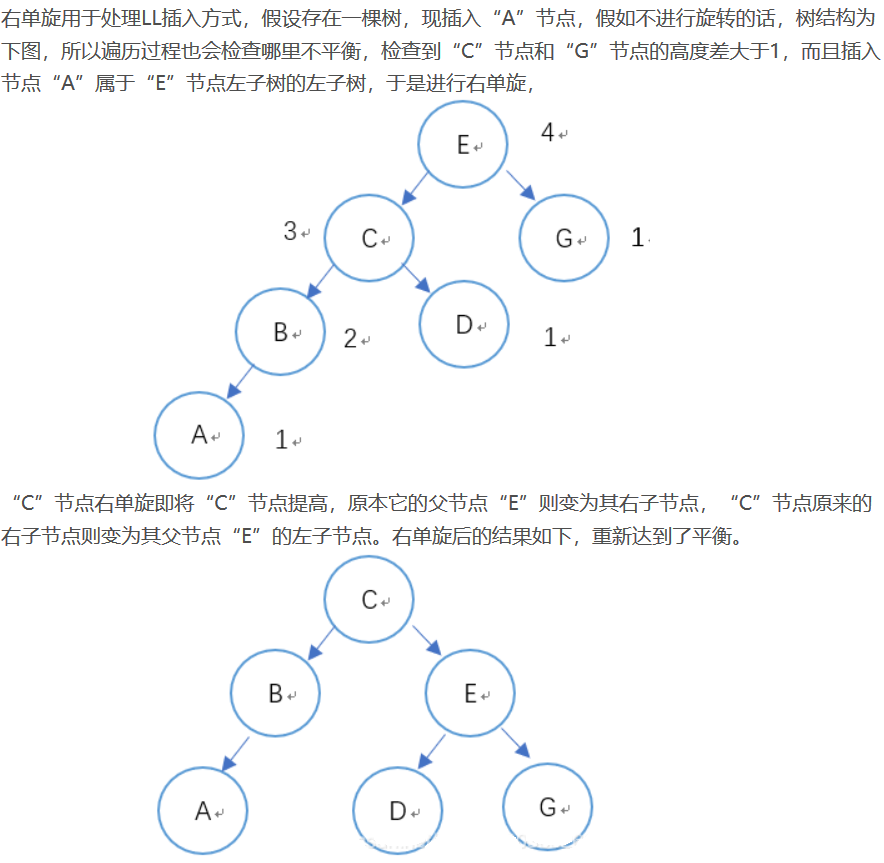 右单旋用于处理LL插入方式，假设存在一棵树，现插入“A”节点，假如不进行旋转的话，树结构为
下图，所以遍历过程也会检查哪里不平衡，检查到“C”节点和“G”节点的高度差大于1，而且插入
节点“A”属于“E”节点左子树的左子树，于是进行右单旋，
E↵ 4↵
3↵ C↵ G↵ 1
B↵ 2↵ D↵ 1↵
A↵ 1↵
“C”节点右单旋即将“C”节点提高，原本它的父节点“E”则变为其右子节点，“C”节点原来的
右子节点则变为其父节点“E”的左子节点。右单旋后的结果如下，重新达到了平衡。
C↵
B↵ E↵
A↵ D↵ G↵